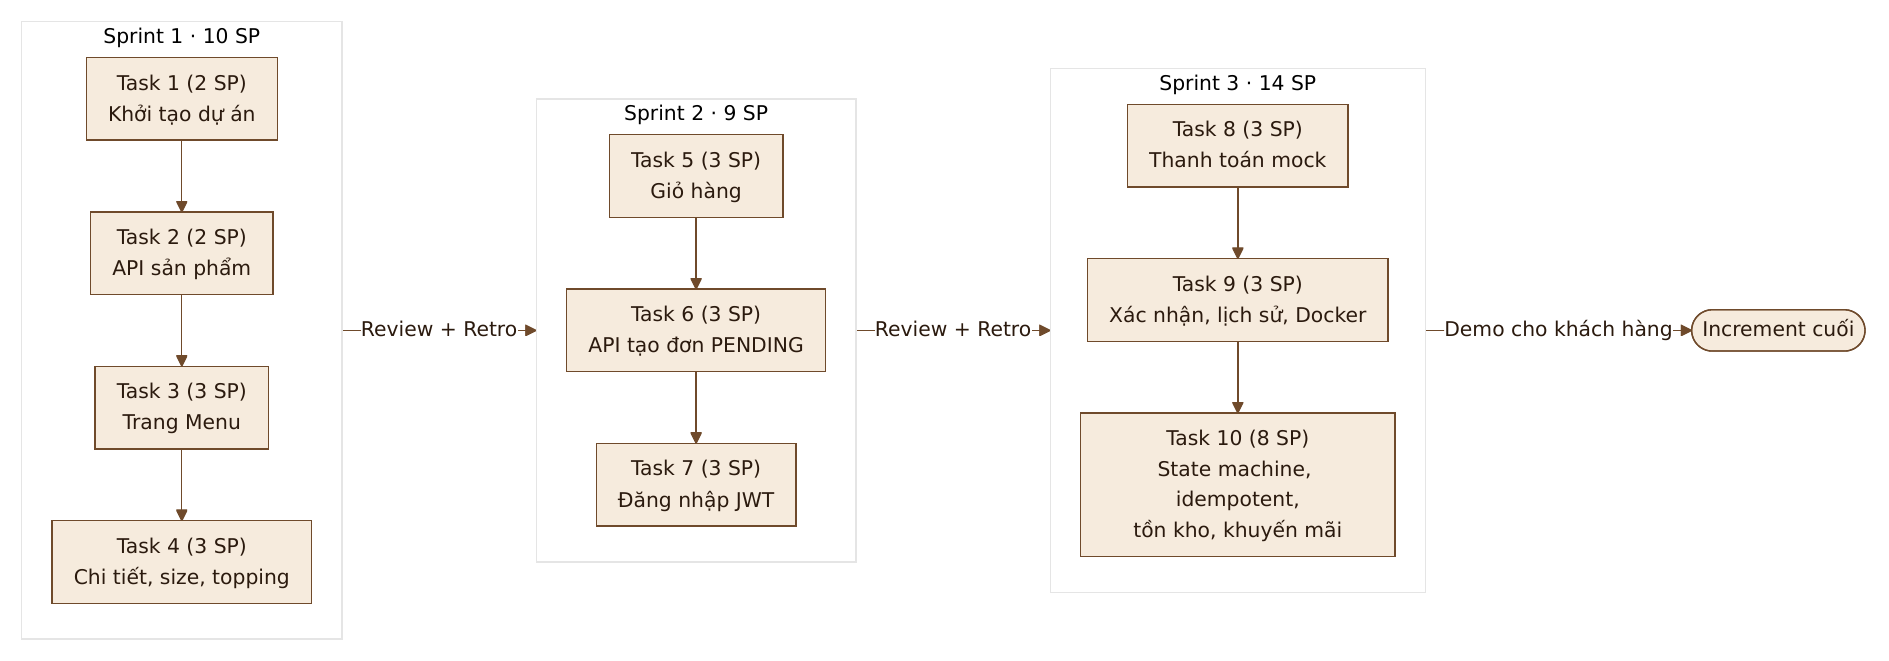 Sprint 1 · 10 SP
Task 1 (2 SP)
Khởi tạo dự án
Task 2 (2 SP)
API sản phẩm
Task 3 (3 SP)
Trang Menu
Task 4 (3 SP)
Chi tiết, size, topping
Review + Retro
Sprint 2 · 9 SP
Task 5 (3 SP)
Giỏ hàng
Task 6 (3 SP)
API tạo đơn PENDING
Task 7 (3 SP)
Đăng nhập JWT
Review + Retro
Sprint 3 · 14 SP
Task 8 (3 SP)
Thanh toán mock
Task 9 (3 SP)
Xác nhận, lịch sử, Docker
Task 10 (8 SP)
State machine,
idempotent,
tồn kho, khuyến mãi
Demo cho khách hàng
Increment cuối